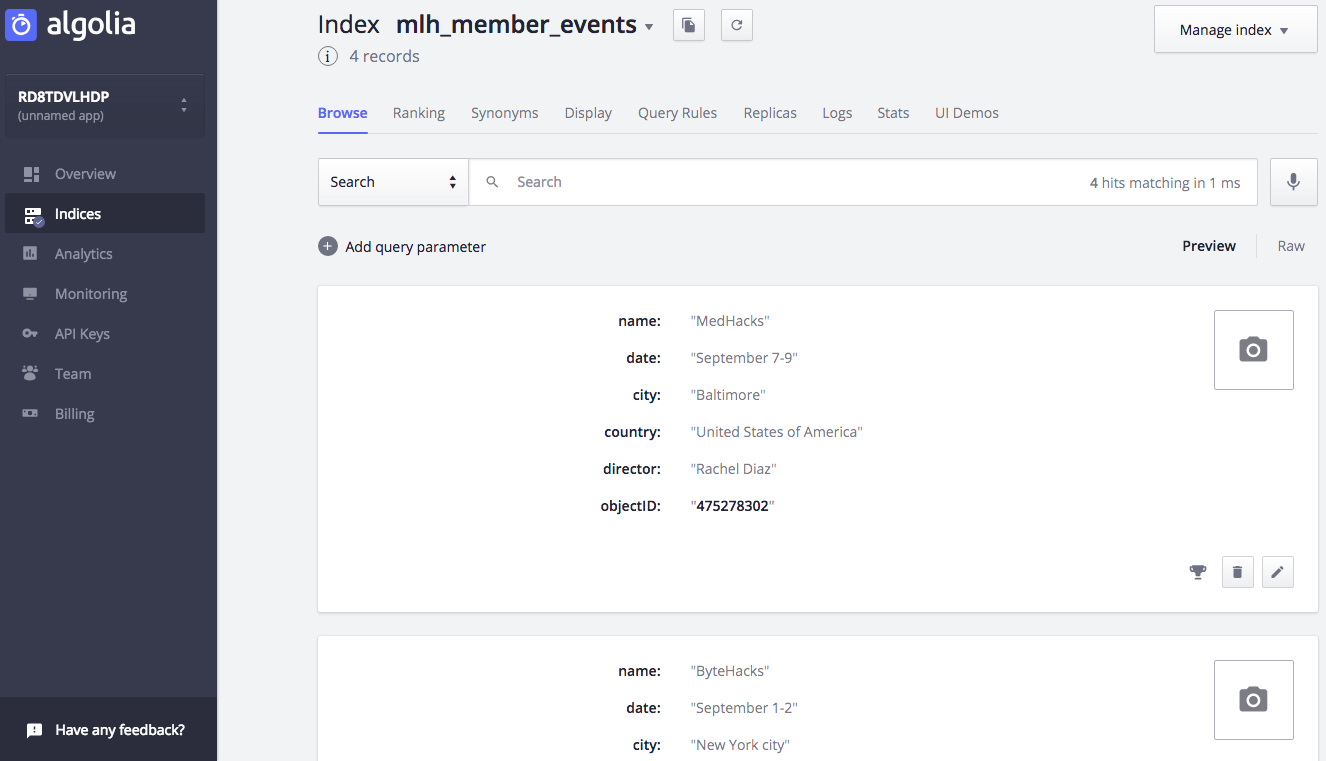 algolia
RD8TDVLHDP
(unnamed app)
Overview
Indices
Analytics
Monitoring
API Keys
Team
Billing
Have any feedback?
Index mlh_member_events
Manage index
i 4 records
Browse Ranking Synonyms Display Query Rules Replicas Logs Stats UI Demos
Search Search 4 hits matching in 1 ms
Add query parameter Preview Raw
name: "MedHacks"
date: "September 7-9"
city: "Baltimore"
country: "United States of America"
director: "Rachel Diaz"
objectID: "475278302"
name: "ByteHacks"
date: "September 1-2"
city: "New York city"